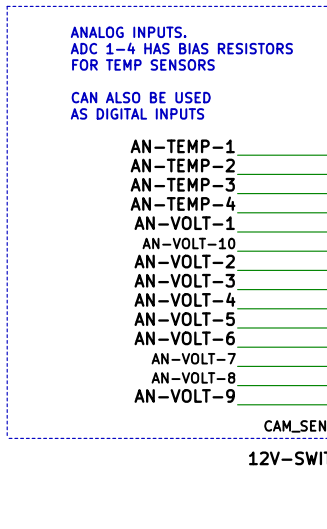 ANALOG INPUTS.
ADC 1-4 HAS BIAS RESISTORS
FOR TEMP SENSORS
CAN ALSO BE USED
AS DIGITAL INPUTS
AN-TEMP-1
AN-TEMP-2
AN-TEMP-3
AN-TEMP-4
AN-VOLT-1
AN-VOLT-10
AN-VOLT-2
AN-VOLT-3
AN-VOLT-4
AN-VOLT-5
AN-VOLT-6
AN-VOLT-7
AN-VOLT-8
AN-VOLT-9
CAM_SEN
12V-SWI